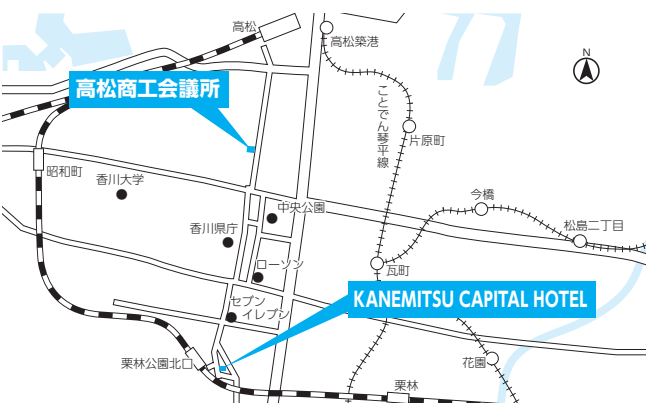 高松
高松築港
N
高松商工会議所
ことでん琴平線
片原町
昭和町
香川大学
今橋
中央公園
松島二丁目
香川県庁
ローソン
瓦町
セブン
イレブン
KANEMITSU CAPITAL HOTEL
栗林公園北口
花園
栗林